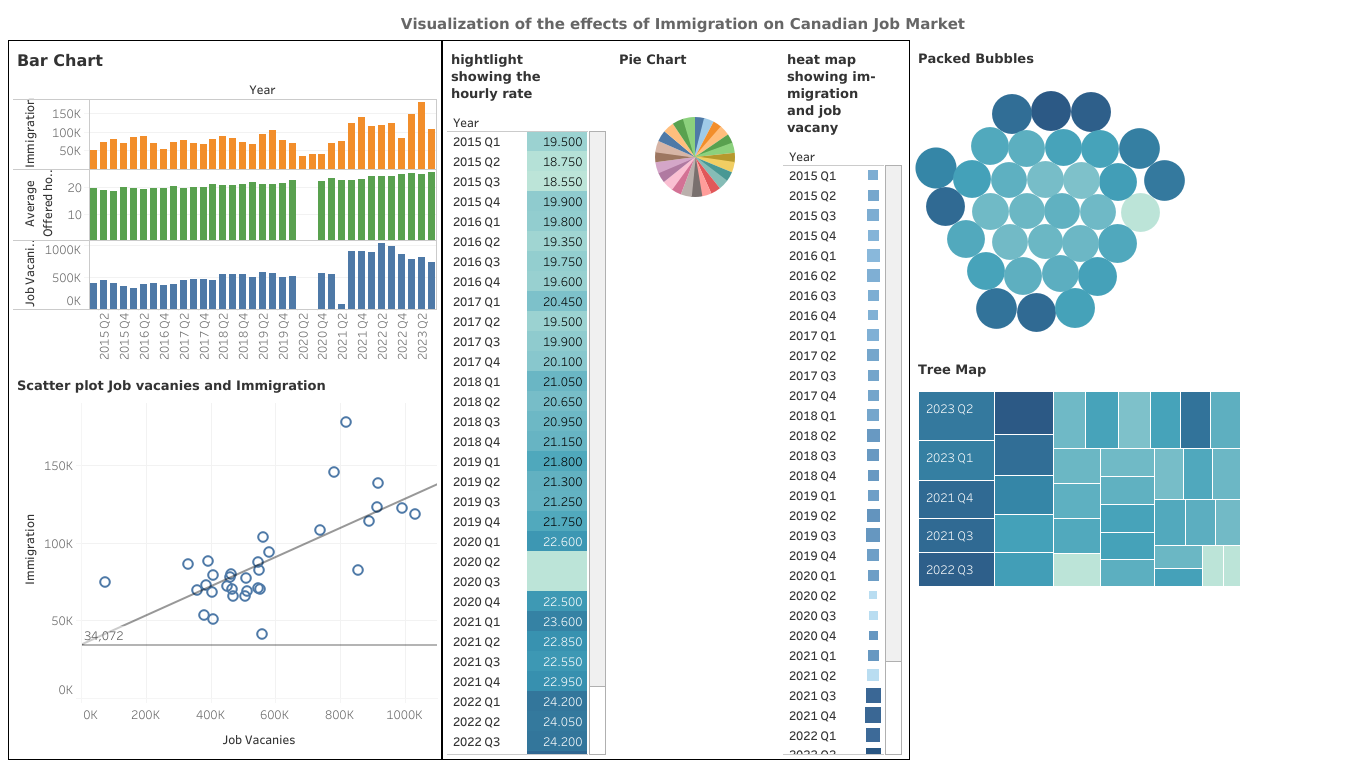 Visualization of the effects of Immigration on Canadian Job Market
Bar Chart
Year
Immigration
150K
100K
50K
Average
Offered ho..
20
10
Job Vacani..
1000K
500K
0K
2015 Q2
2015 Q4
2016 Q2
2016 Q4
2017 Q2
2017 Q4
2018 Q2
2018 Q4
2019 Q2
2019 Q4
2020 Q2
2020 Q4
2021 Q2
2021 Q4
2022 Q2
2022 Q4
2023 Q2
Scatter plot Job vacanies and Immigration
Immigration
150K
100K
50K
0K
34,072
0K
200K
400K
600K
800K
1000K
Job Vacanies
hightlight
showing the
hourly rate
Year
2015 Q1 19.500
2015 Q2 18.750
2015 Q3 18.550
2015 Q4 19.900
2016 Q1 19.800
2016 Q2 19.350
2016 Q3 19.750
2016 Q4 19.600
2017 Q1 20.450
2017 Q2 19.500
2017 Q3 19.900
2017 Q4 20.100
2018 Q1 21.050
2018 Q2 20.650
2018 Q3 20.950
2018 Q4 21.150
2019 Q1 21.800
2019 Q2 21.300
2019 Q3 21.250
2019 Q4 21.750
2020 Q1 22.600
2020 Q2
2020 Q3
2020 Q4 22.500
2021 Q1 23.600
2021 Q2 22.850
2021 Q3 22.550
2021 Q4 22.950
2022 Q1 24.200
2022 Q2 24.050
2022 Q3 24.200
Pie Chart
heat map
showing im-
migration
and job
vacany
Year
2015 Q1
2015 Q2
2015 Q3
2015 Q4
2016 Q1
2016 Q2
2016 Q3
2016 Q4
2017 Q1
2017 Q2
2017 Q3
2017 Q4
2018 Q1
2018 Q2
2018 Q3
2018 Q4
2019 Q1
2019 Q2
2019 Q3
2019 Q4
2020 Q1
2020 Q2
2020 Q3
2020 Q4
2021 Q1
2021 Q2
2021 Q3
2021 Q4
2022 Q1
2022 Q2
Packed Bubbles
Tree Map
2023 Q2
2023 Q1
2021 Q4
2021 Q3
2022 Q3